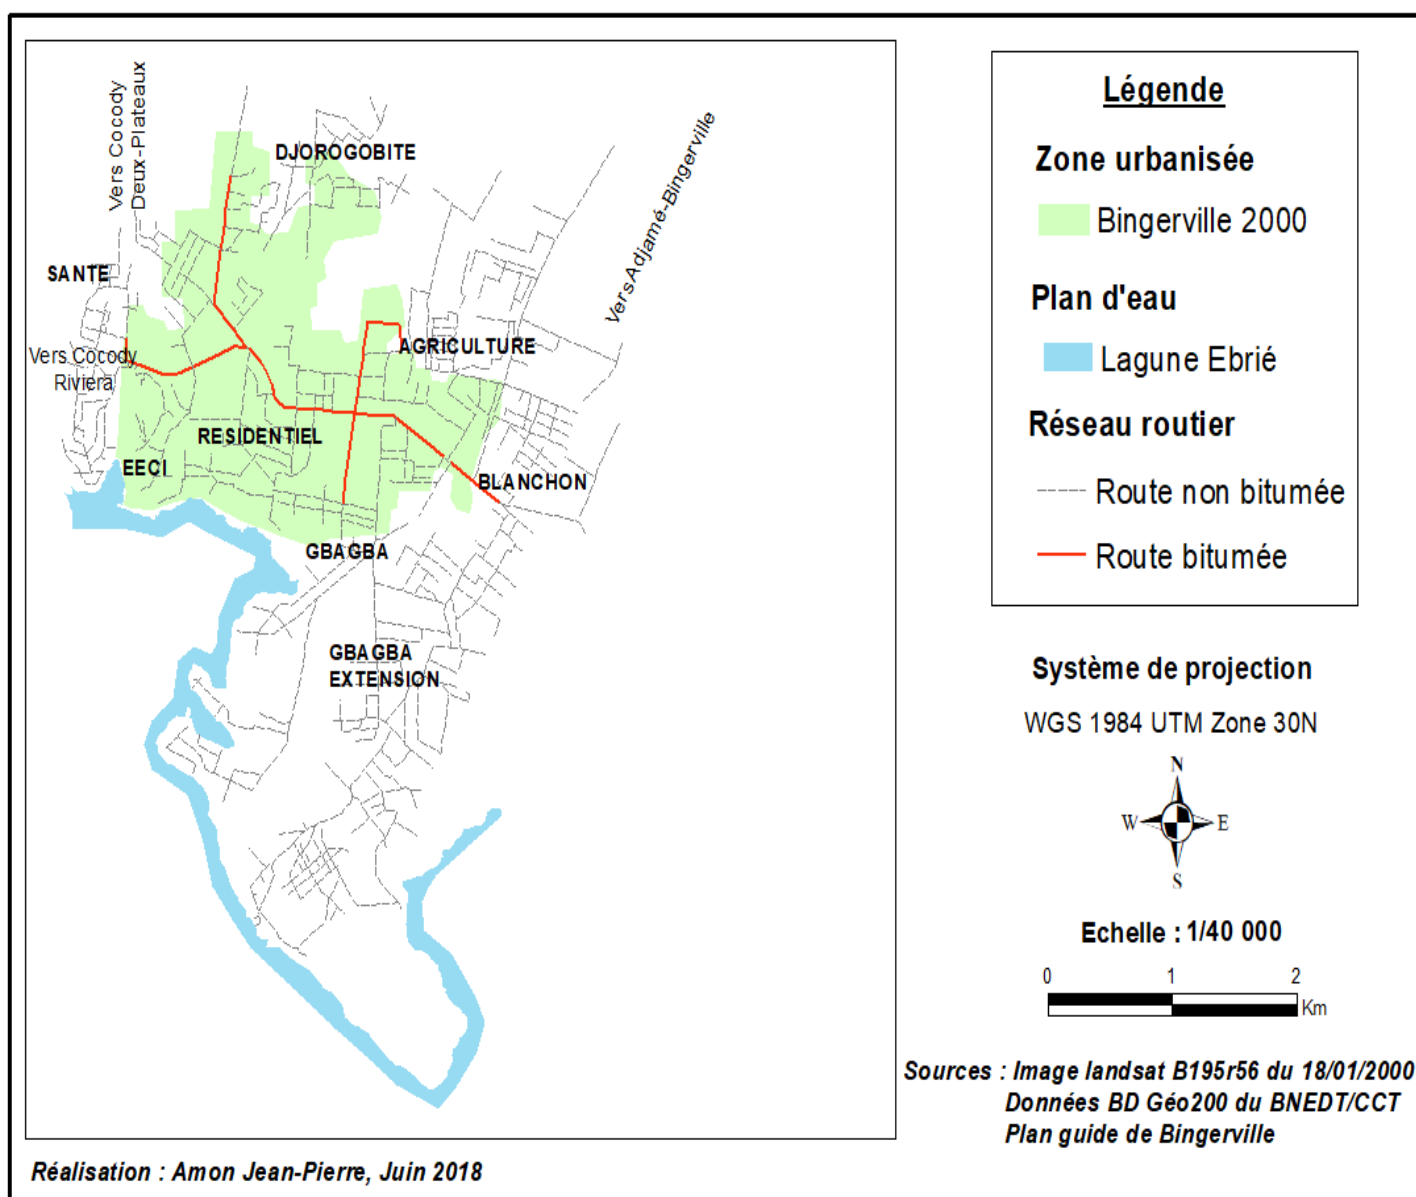 Vers Cocody
Deux-Plateaux
DJOROGOBITE
Vers Adjamé-Bingerville
SANTE
Vers Cocody
Riviera
AGRICULTURE
RESIDENTIEL
EECI
BLANCHON
GBAGBA
GBAGBA
EXTENSION
Légende
Zone urbanisée
Bingerville 2000
Plan d'eau
Lagune Ebrié
Réseau routier
Route non bitumée
Route bitumée
Système de projection
WGS 1984 UTM Zone 30N
N
W E
S
Echelle : 1/40 000
0 1 2
Km
Sources : Image landsat B195r56 du 18/01/2000
Données BD Géo200 du BNEDT/CCT
Plan guide de Bingerville
Réalisation : Amon Jean-Pierre, Juin 2018